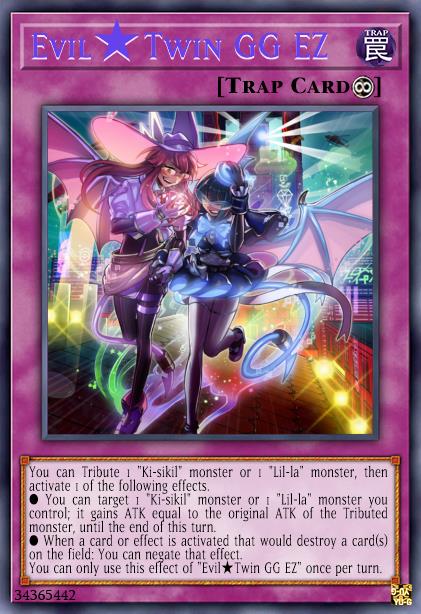 Evil★Twin GG EZ
TRAP
罠
[Trap Card♾]
You can Tribute 1 "Ki-sikil" monster or 1 "Lil-la" monster, then
activate 1 of the following effects.
● You can target 1 "Ki-sikil" monster or 1 "Lil-la" monster you
control; it gains ATK equal to the original ATK of the Tributed
monster, until the end of this turn.
● When a card or effect is activated that would destroy a card(s)
on the field: You can negate that effect.
You can only use this effect of "Evil★Twin GG EZ" once per turn.
34365442